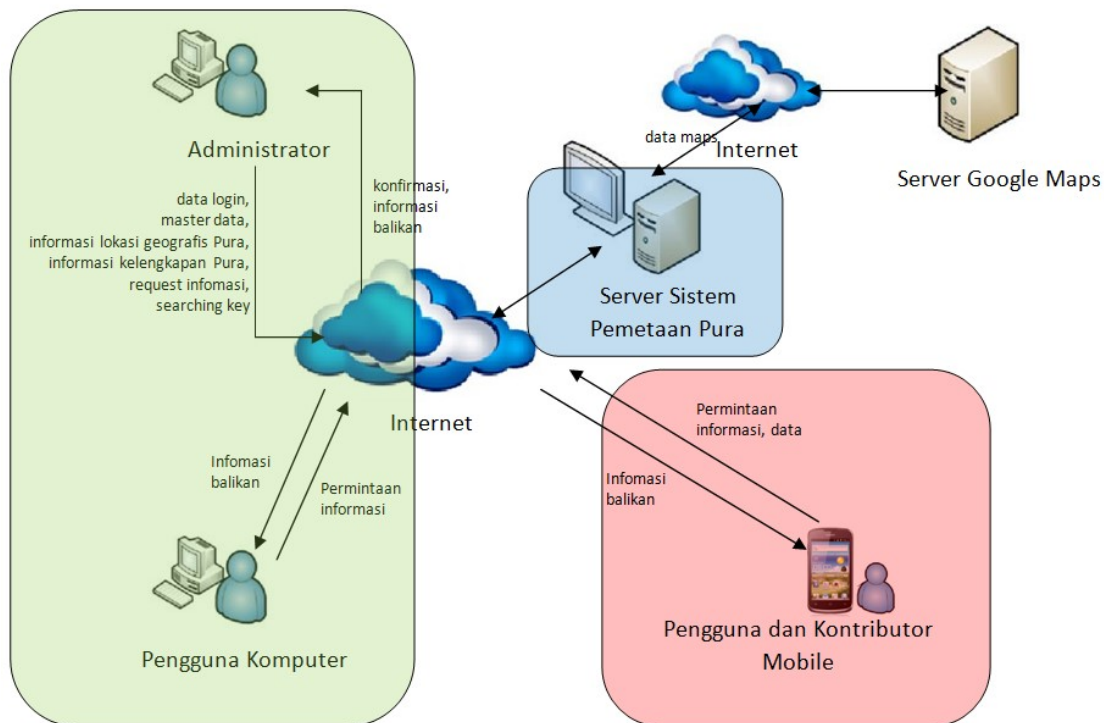 Administrator
data login,
master data,
informasi lokasi geografis Pura,
informasi kelengkapan Pura,
request infomasi,
searching key
konfirmasi,
informasi
balikan
data maps
Internet
Server Google Maps
Server Sistem
Pemetaan Pura
Internet
Infomasi
balikan
Permintaan
informasi
Pengguna Komputer
Permintaan
informasi, data
Infomasi
balikan
Pengguna dan Kontributor
Mobile